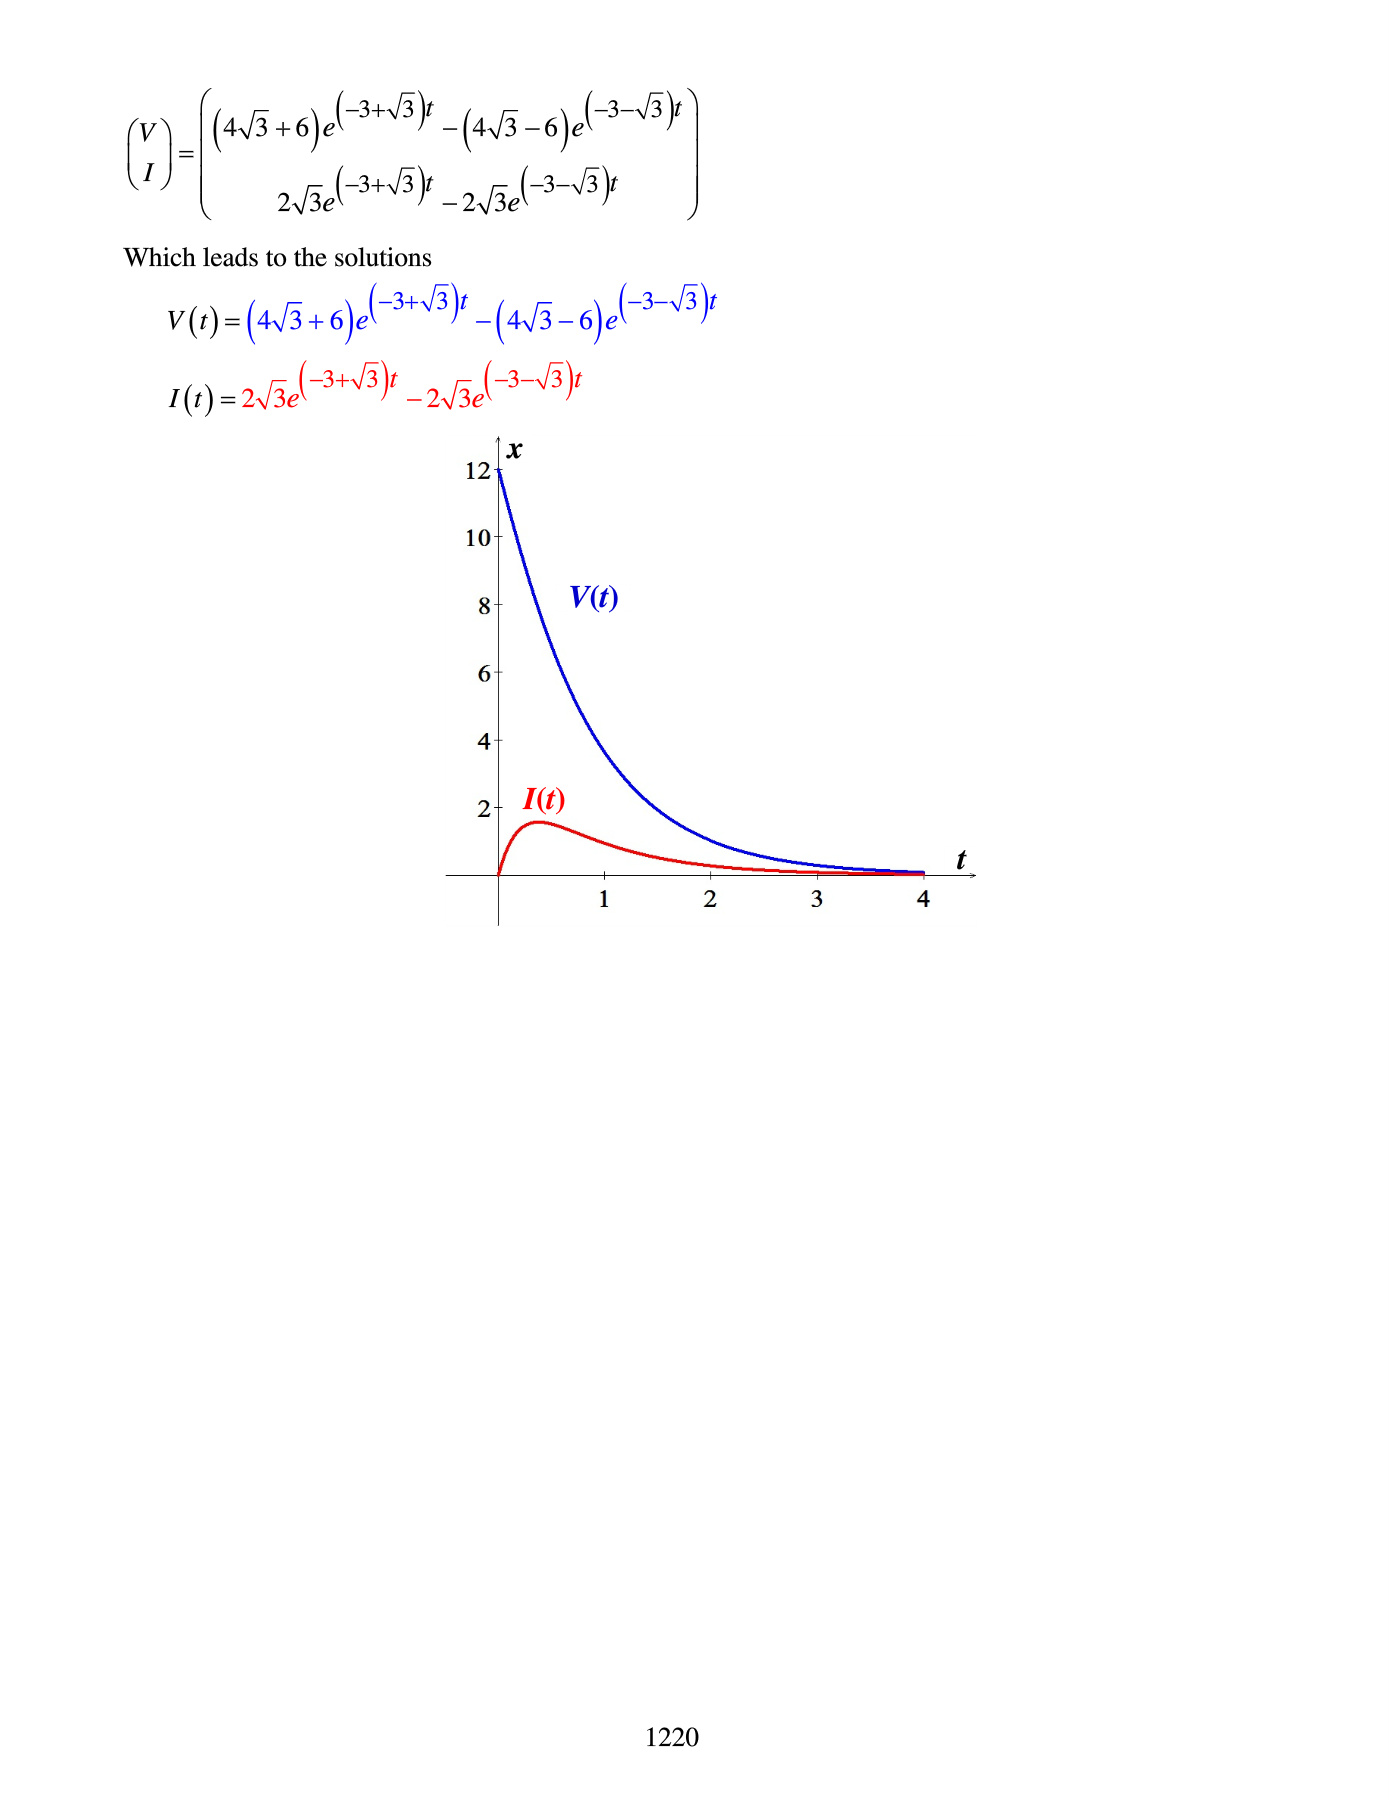 (V I) = ((4√3+6)e^(−3+√3)t −(4√3−6)e^(−3−√3)t
2√3e^(−3+√3)t −2√3e^(−3−√3)t)
Which leads to the solutions
V(t)=(4√3+6)e^(−3+√3)t −(4√3−6)e^(−3−√3)t
I(t)=2√3e^(−3+√3)t −2√3e^(−3−√3)t
x
12
10
V(t)
8
6
4
I(t)
2
t
1 2 3 4
1220